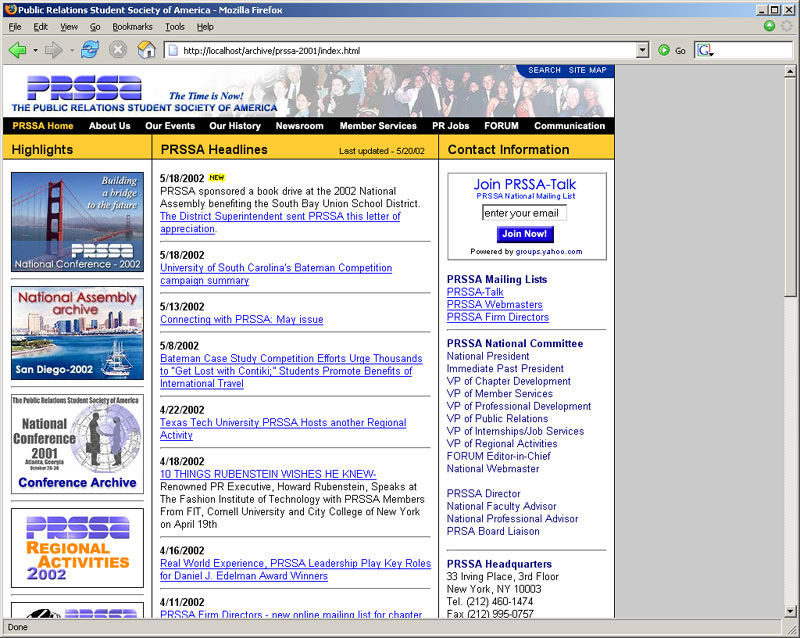 Public Relations Student Society of America - Mozilla Firefox
File Edit View Go Bookmarks Tools Help
http://localhost/archive/prssa-2001/index.html
Go
G
SEARCH SITE MAP
PRSSA
The Time is Now!
THE PUBLIC RELATIONS STUDENT SOCIETY OF AMERICA
PRSSA Home About Us Our Events Our History Newsroom Member Services PR Jobs FORUM Communication
Highlights
Building
a bridge
to the future
PRSSA
National Conference - 2002
National Assembly
archive
San Diego-2002
The Public Relations Student Society of America
National
Conference
2001
Atlanta, Georgia
October 26-30
Conference Archive
PRSSA
REGIONAL
ACTIVITIES
2002
PRSSA Headlines
Last updated - 5/20/02
5/18/2002 NEW
PRSSA sponsored a book drive at the 2002 National
Assembly benefiting the South Bay Union School District.
The District Superintendent sent PRSSA this letter of
appreciation.
5/18/2002
University of South Carolina's Bateman Competition
campaign summary
5/13/2002
Connecting with PRSSA: May issue
5/8/2002
Bateman Case Study Competition Efforts Urge Thousands
to "Get Lost with Contiki;" Students Promote Benefits of
International Travel
4/22/2002
Texas Tech University PRSSA Hosts another Regional
Activity
4/18/2002
10 THINGS RUBENSTEIN WISHES HE KNEW-
Renowned PR Executive, Howard Rubenstein, Speaks at
The Fashion Institute of Technology with PRSSA Members
From FIT, Cornell University and City College of New York
on April 19th
4/16/2002
Real World Experience, PRSSA Leadership Play Key Roles
for Daniel J. Edelman Award Winners
4/11/2002
PRSSA Firm Directors - new online mailing list for chapter
Contact Information
Join PRSSA-Talk
PRSSA National Mailing List
enter your email
Join Now!
Powered by groups.yahoo.com
PRSSA Mailing Lists
PRSSA-Talk
PRSSA Webmasters
PRSSA Firm Directors
PRSSA National Committee
National President
Immediate Past President
VP of Chapter Development
VP of Member Services
VP of Professional Development
VP of Public Relations
VP of Internships/Job Services
VP of Regional Activities
FORUM Editor-in-Chief
National Webmaster
PRSSA Director
National Faculty Advisor
National Professional Advisor
PRSA Board Liaison
PRSSA Headquarters
33 Irving Place, 3rd Floor
New York, NY 10003
Tel. (212) 460-1474
Fax (212) 995-0757
Done